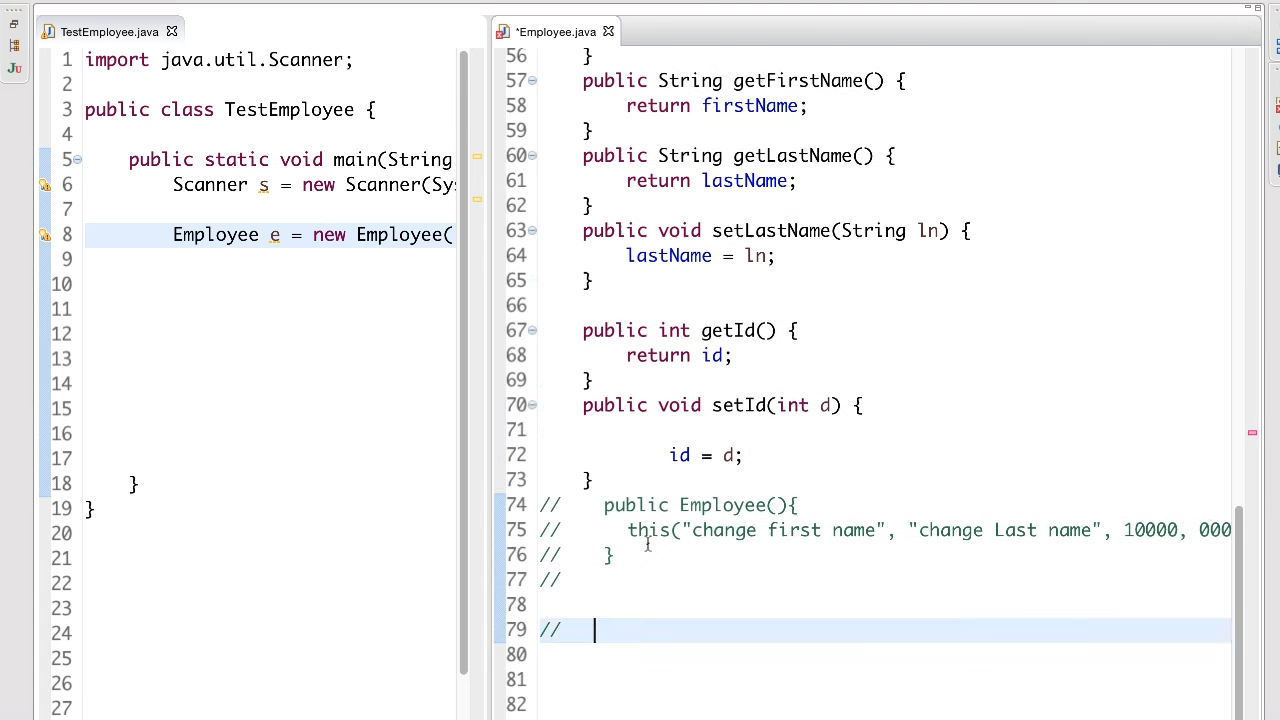 TestEmployee.java
*Employee.java
1 import java.util.Scanner;
2
3 public class TestEmployee {
4
5 public static void main(String
6 Scanner s = new Scanner(Sys
7
8 Employee e = new Employee(
9
10
11
12
13
14
15
16
17
18 }
19 }
20
21
22
23
24
25
26
27
56 }
57 public String getFirstName() {
58 return firstName;
59 }
60 public String getLastName() {
61 return lastName;
62 }
63 public void setLastName(String ln) {
64 lastName = ln;
65 }
66
67 public int getId() {
68 return id;
69 }
70 public void setId(int d) {
71
72 id = d;
73 }
74 // public Employee(){
75 // this("change first name", "change Last name", 10000, 000
76 // }
77 //
78
79 //
80
81
82